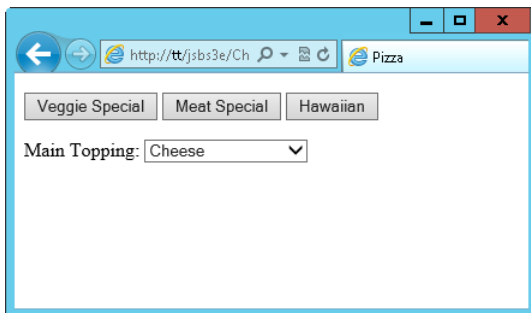 http://tt/jsbs3e/Ch Pizza
Veggie Special Meat Special Hawaiian
Main Topping: Cheese